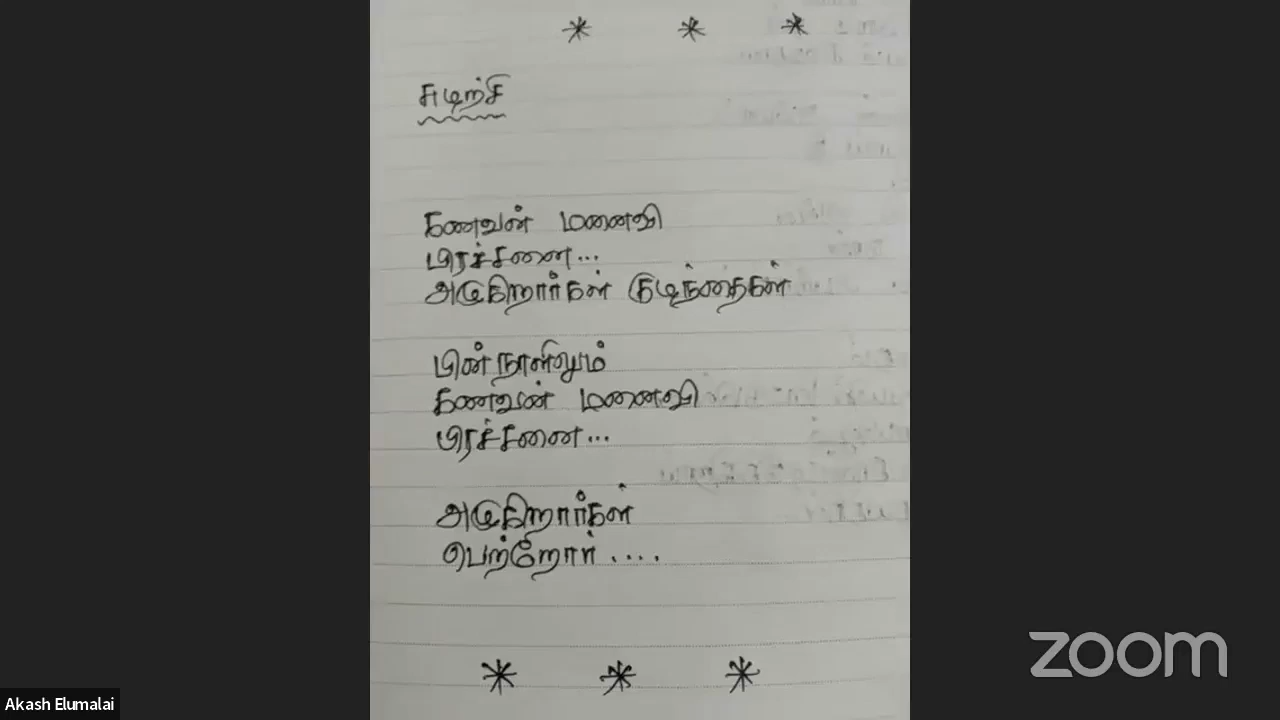 * * *
சுழற்சி
கணவன் மனைவி
பிரச்சனை...
அழுகிறார்கள் குழந்தைகள்
பின் நாளிலும்
கணவன் மனைவி
பிரச்சனை...
அழுகிறார்கள்
பெற்றோர் ....
* * *
zoom
Akash Elumalai